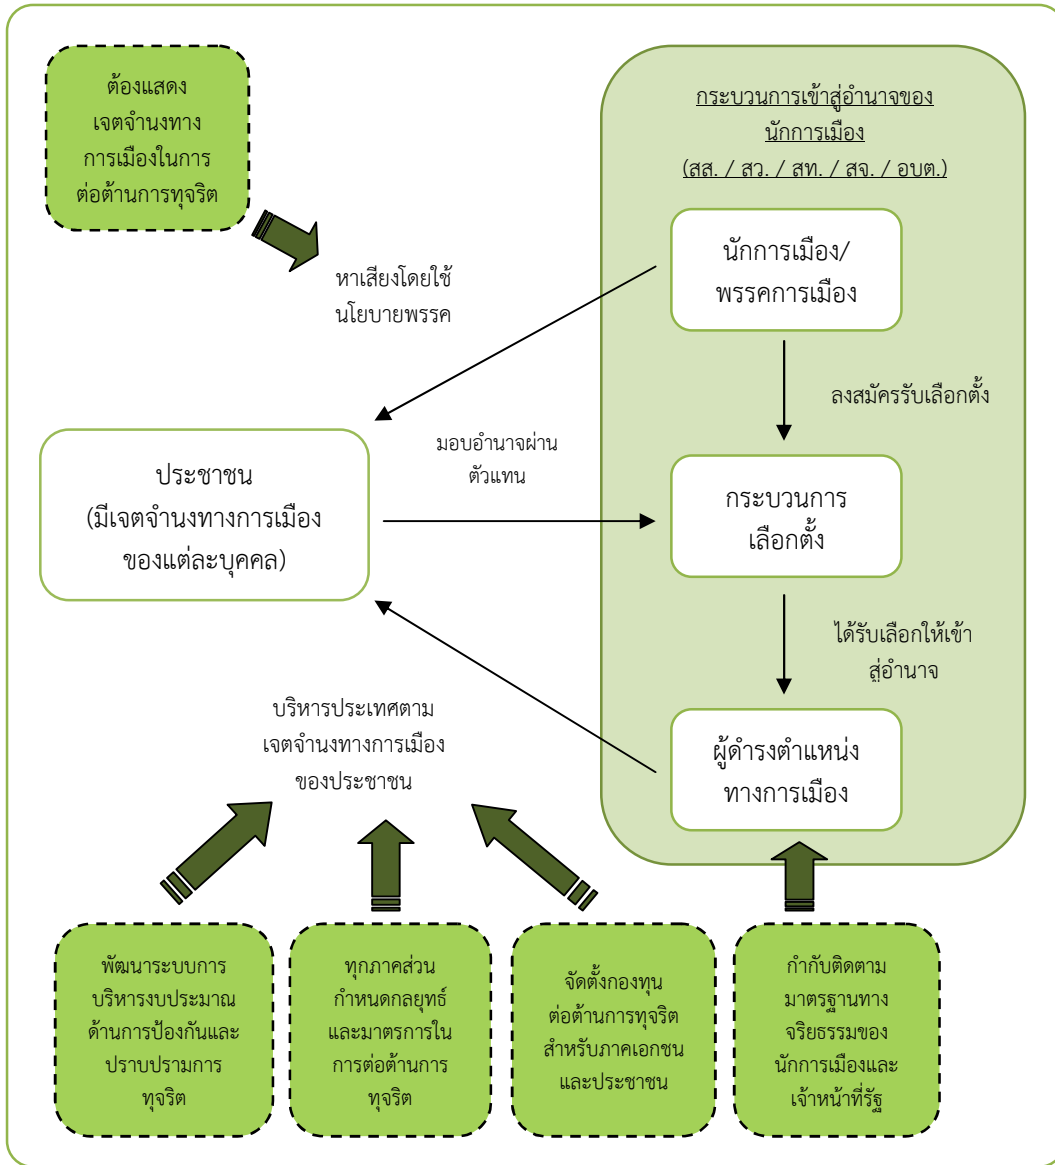 ต้องแสดง
เจตจำนงทาง
การเมืองในการ
ต่อต้านการทุจริต
กระบวนการเข้าสู่อำนาจของ
นักการเมือง
(สส. / สว. / สท. / สจ. / อบต.)
นักการเมือง/
พรรคการเมือง
หาเสียงโดยใช้
นโยบายพรรค
ลงสมัครรับเลือกตั้ง
ประชาชน
(มีเจตจำนงทางการเมือง
ของแต่ละบุคคล)
มอบอำนาจผ่าน
ตัวแทน
กระบวนการ
เลือกตั้ง
ได้รับเลือกให้เข้า
สู่อำนาจ
บริหารประเทศตาม
เจตจำนงทางการเมือง
ของประชาชน
ผู้ดำรงตำแหน่ง
ทางการเมือง
พัฒนาระบบการ
บริหารงบประมาณ
ด้านการป้องกันและ
ปราบปรามการ
ทุจริต
ทุกภาคส่วน
กำหนดกลยุทธ์
และมาตรการใน
การต่อต้านการ
ทุจริต
จัดตั้งกองทุน
ต่อต้านการทุจริต
สำหรับภาคเอกชน
และประชาชน
กำกับติดตาม
มาตรฐานทาง
จริยธรรมของ
นักการเมืองและ
เจ้าหน้าที่รัฐ